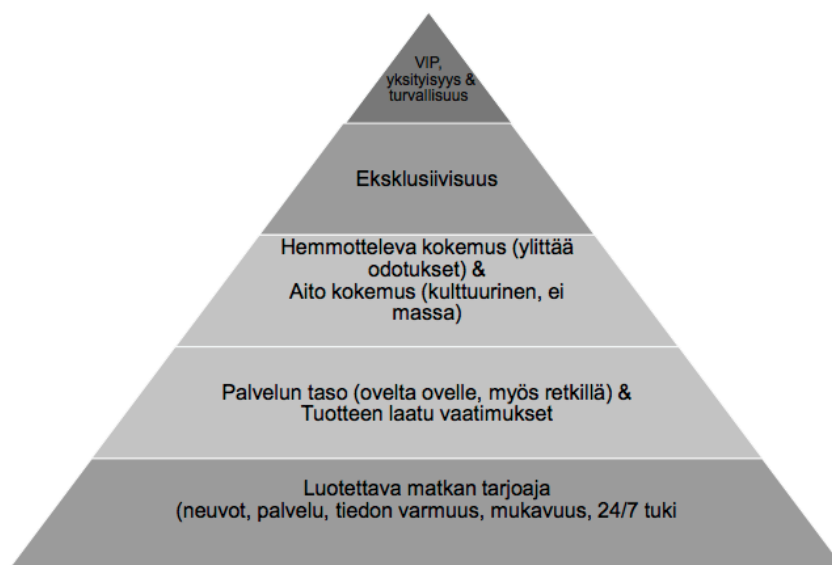 VIP,
yksityisyys &
turvallisuus
Eksklusiivisuus
Hemmotteleva kokemus (ylittää
odotukset) &
Aito kokemus (kulttuurinen, ei
massa)
Palvelun taso (ovelta ovelle, myös retkillä) &
Tuotteen laatu vaatimukset
Luotettava matkan tarjoaja
(neuvot, palvelu, tiedon varmuus, mukavuus, 24/7 tuki